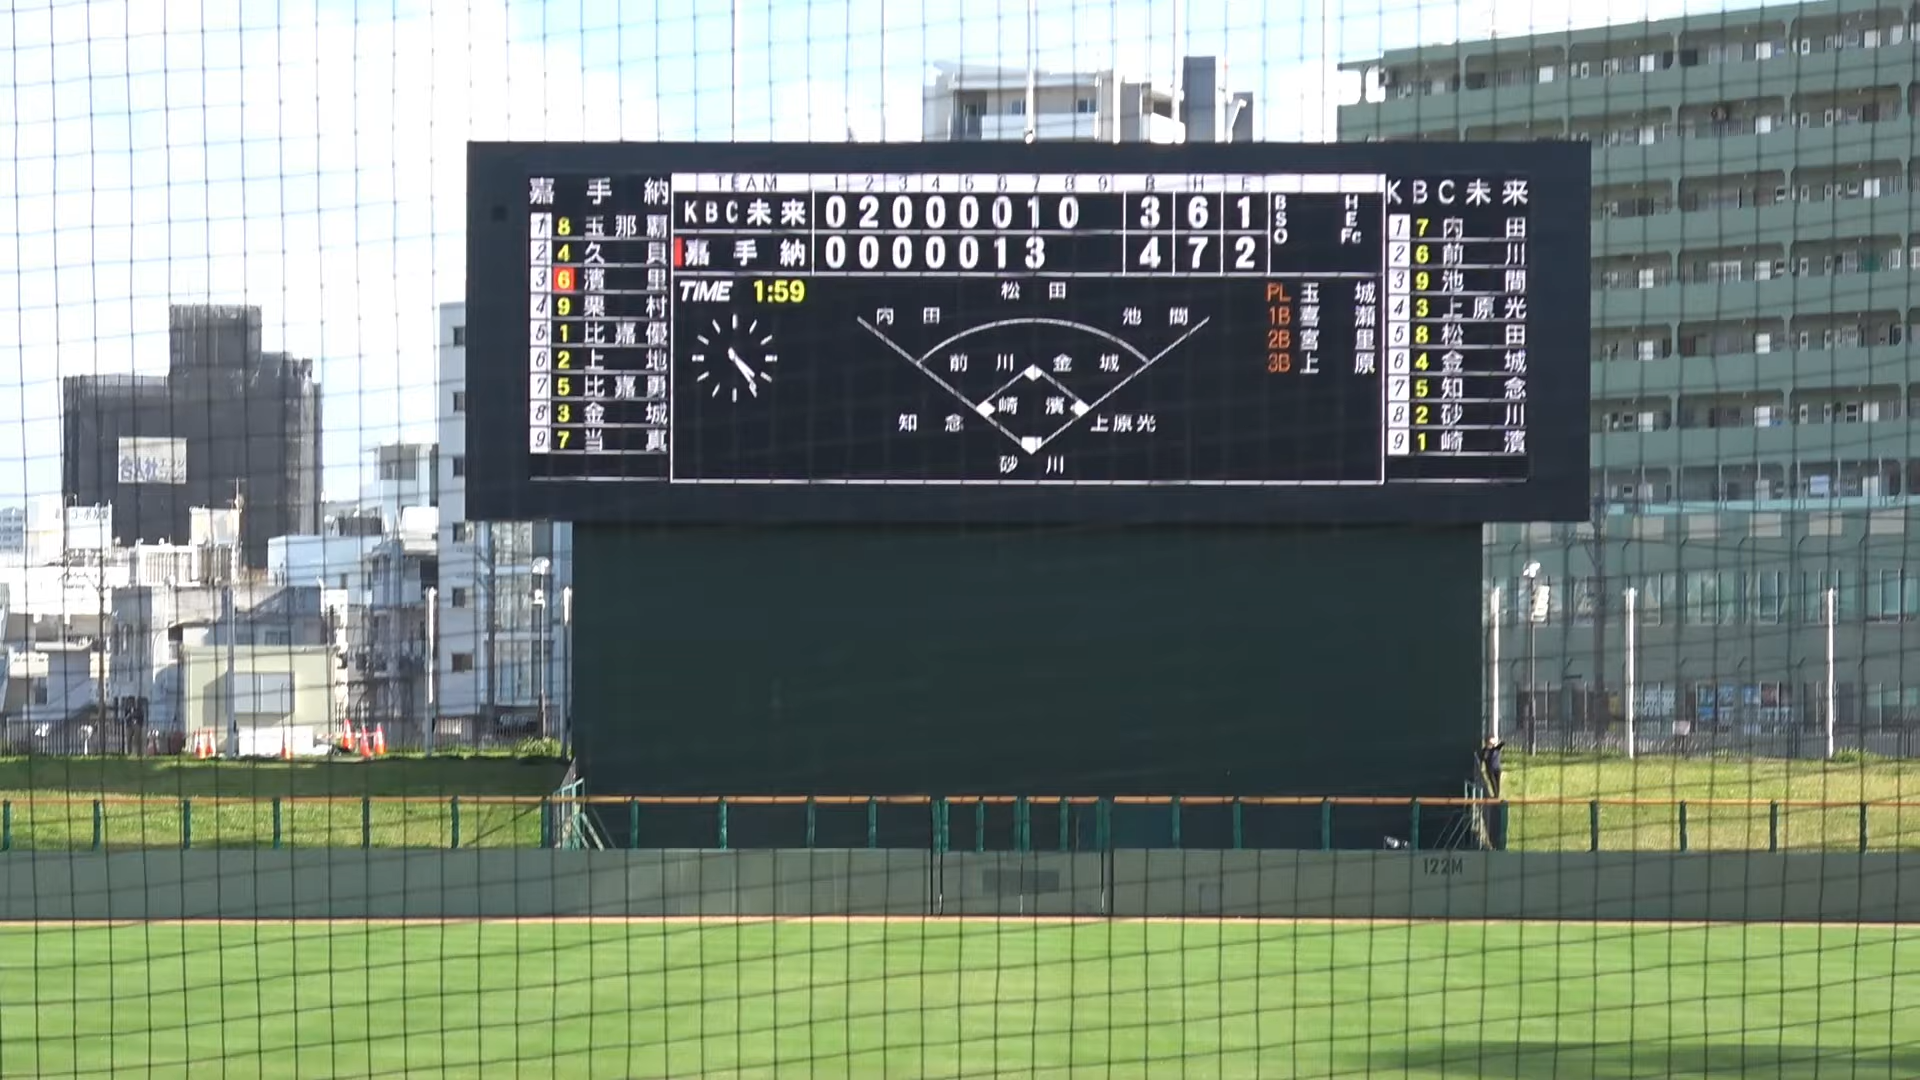 嘉手納
1 8 玉那覇
2 4 久貝
3 6 濱里
4 9 栗村
5 1 比嘉優
6 2 上地
7 5 比嘉勇
8 3 金城
9 7 当真
TEAM 1 2 3 4 5 6 7 8 9 R H E
KBC未来 0 2 0 0 0 0 1 0 3 6 1
嘉手納 0 0 0 0 0 1 3 4 7 2
B H
S E
O Fc
TIME 1:59
松田
内田
池間
前川
金城
崎濱
知念
上原光
砂川
PL 玉城
1B 喜瀬
2B 宮里
3B 上原
KBC未来
1 7 内田
2 6 前川
3 9 池間
4 3 上原光
5 8 松田
6 4 金城
7 5 知念
8 2 砂川
9 1 崎濱
122M